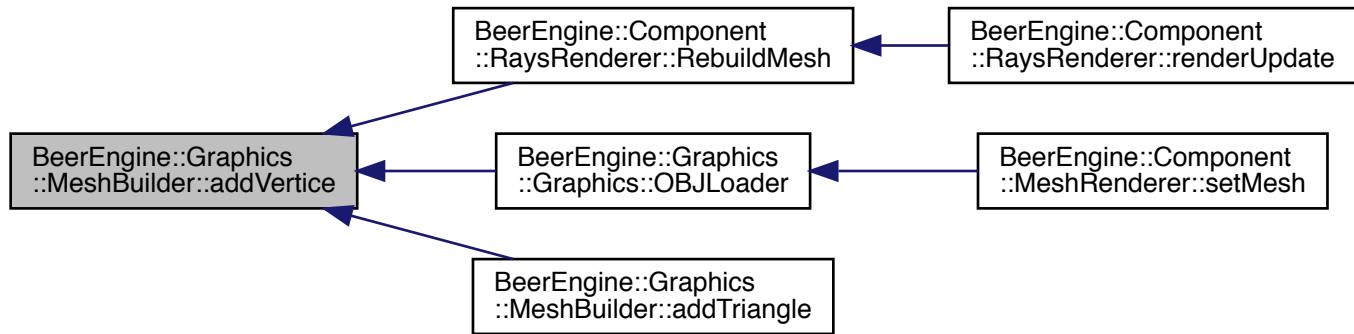 BeerEngine::Component
::RaysRenderer::RebuildMesh
BeerEngine::Component
::RaysRenderer::renderUpdate
BeerEngine::Graphics
::MeshBuilder::addVertice
BeerEngine::Graphics
::Graphics::OBJLoader
BeerEngine::Component
::MeshRenderer::setMesh
BeerEngine::Graphics
::MeshBuilder::addTriangle